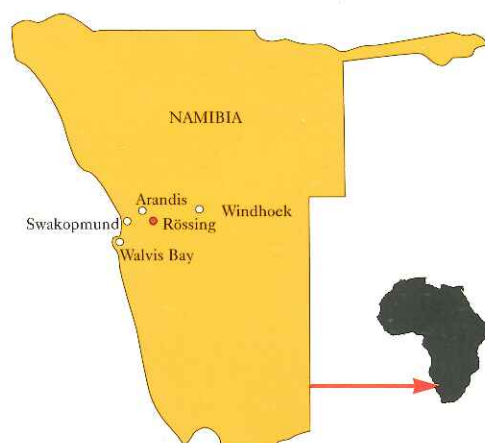 NAMIBIA
Arandis
Windhoek
Swakopmund
Rössing
Walvis Bay